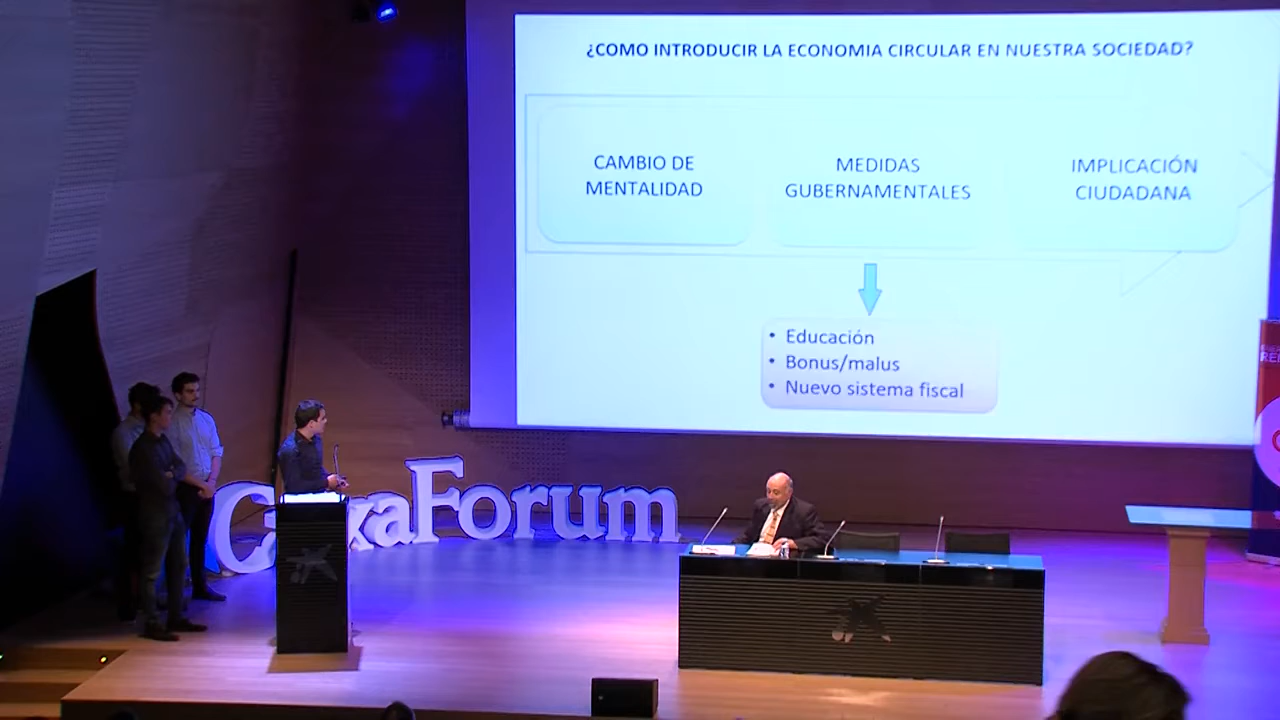 ¿COMO INTRODUCIR LA ECONOMIA CIRCULAR EN NUESTRA SOCIEDAD?
CAMBIO DE
MENTALIDAD
MEDIDAS
GUBERNAMENTALES
IMPLICACIÓN
CIUDADANA
• Educación
• Bonus/malus
• Nuevo sistema fiscal
CaixaForum